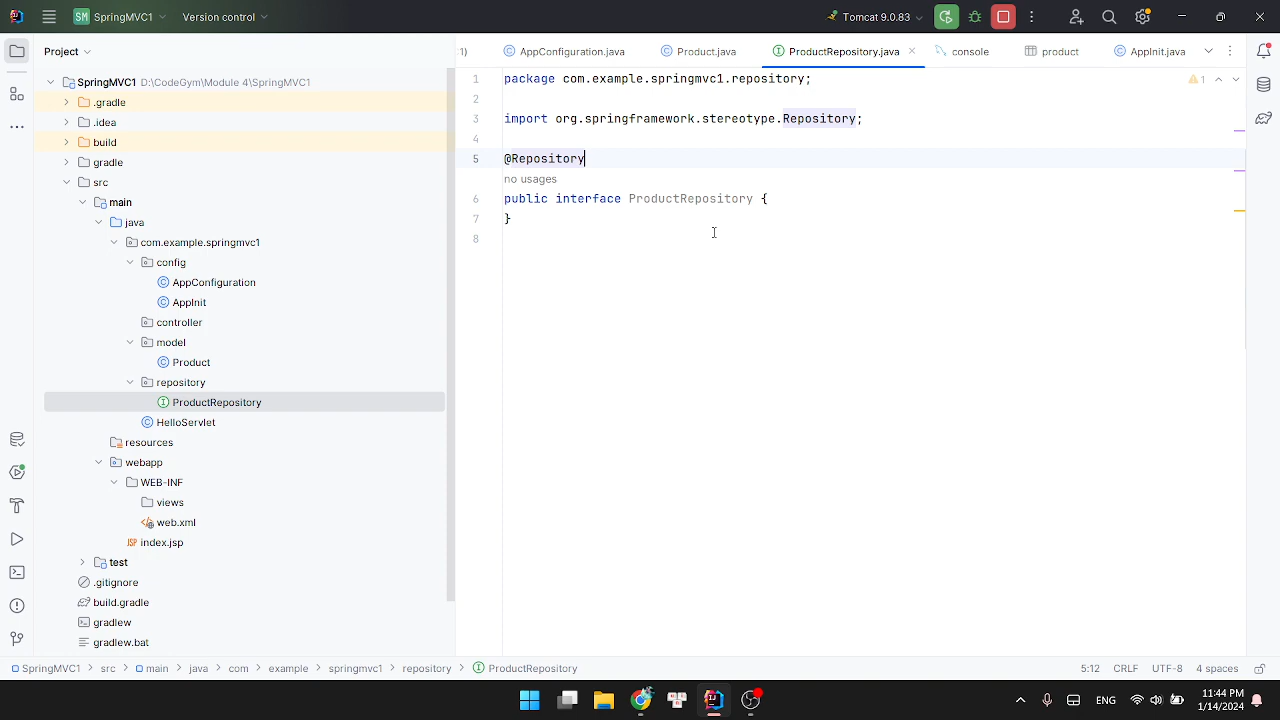 SM SpringMVC1 Version control Tomcat 9.0.83
Project
:1) AppConfiguration.java Product.java ProductRepository.java console product AppInit.java
SpringMVC1 D:\CodeGym\Module 4\SpringMVC1
.gradle
.idea
build
gradle
src
main
java
com.example.springmvc1
config
AppConfiguration
AppInit
controller
model
Product
repository
ProductRepository
HelloServlet
resources
webapp
WEB-INF
views
web.xml
JSP index.jsp
test
.gitignore
build.gradle
gradlew
gradlew.bat
1 package com.example.springmvc1.repository;
2
3 import org.springframework.stereotype.Repository;
4
5 @Repository
no usages
6 public interface ProductRepository {
7 }
8
1
SpringMVC1 > src > main > java > com > example > springmvc1 > repository > ProductRepository
5:12 CRLF UTF-8 4 spaces
ENG
11:44 PM
1/14/2024